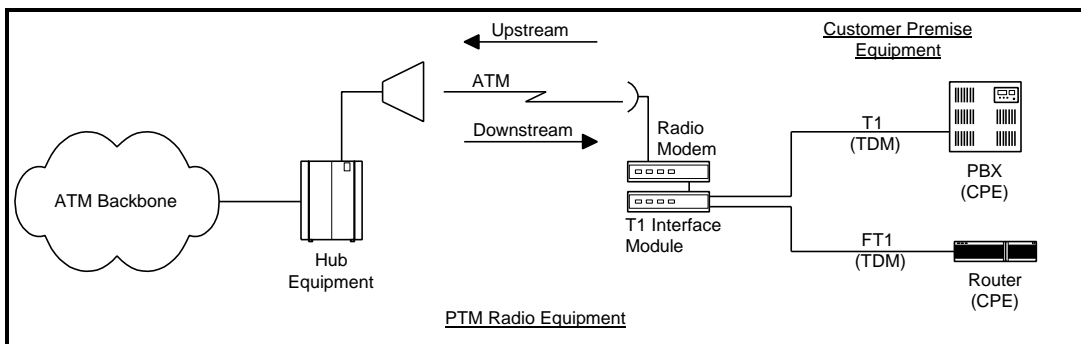 Upstream
Customer Premise
Equipment
ATM
Downstream
Radio
Modem
T1
(TDM)
PBX
(CPE)
ATM Backbone
T1 Interface
Module
FT1
(TDM)
Hub
Equipment
Router
(CPE)
PTM Radio Equipment